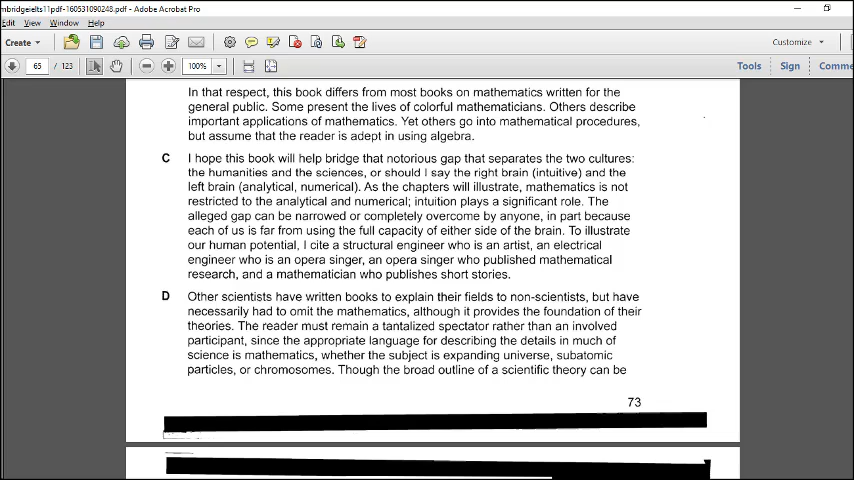 mbridgeielts11pdf-160531090248.pdf - Adobe Acrobat Pro
Edit View Window Help
Create Customize
65 / 123 100% Tools Sign Comme
In that respect, this book differs from most books on mathematics written for the
general public. Some present the lives of colorful mathematicians. Others describe
important applications of mathematics. Yet others go into mathematical procedures,
but assume that the reader is adept in using algebra.
C I hope this book will help bridge that notorious gap that separates the two cultures:
the humanities and the sciences, or should I say the right brain (intuitive) and the
left brain (analytical, numerical). As the chapters will illustrate, mathematics is not
restricted to the analytical and numerical; intuition plays a significant role. The
alleged gap can be narrowed or completely overcome by anyone, in part because
each of us is far from using the full capacity of either side of the brain. To illustrate
our human potential, I cite a structural engineer who is an artist, an electrical
engineer who is an opera singer, an opera singer who published mathematical
research, and a mathematician who publishes short stories.
D Other scientists have written books to explain their fields to non-scientists, but have
necessarily had to omit the mathematics, although it provides the foundation of their
theories. The reader must remain a tantalized spectator rather than an involved
participant, since the appropriate language for describing the details in much of
science is mathematics, whether the subject is expanding universe, subatomic
particles, or chromosomes. Though the broad outline of a scientific theory can be
73